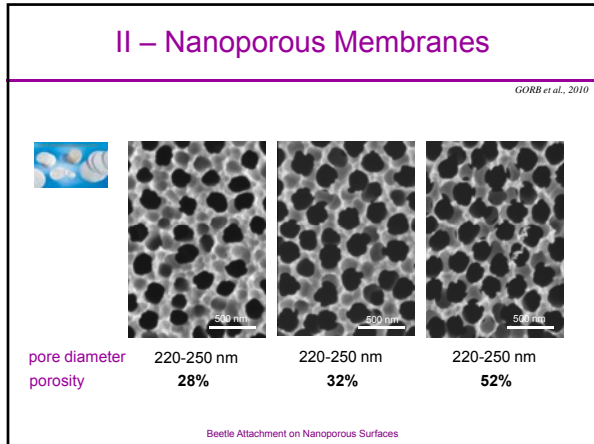 II – Nanoporous Membranes
GORB et al., 2010
500 nm 500 nm 500 nm
pore diameter 220-250 nm 220-250 nm 220-250 nm
porosity 28% 32% 52%
Beetle Attachment on Nanoporous Surfaces